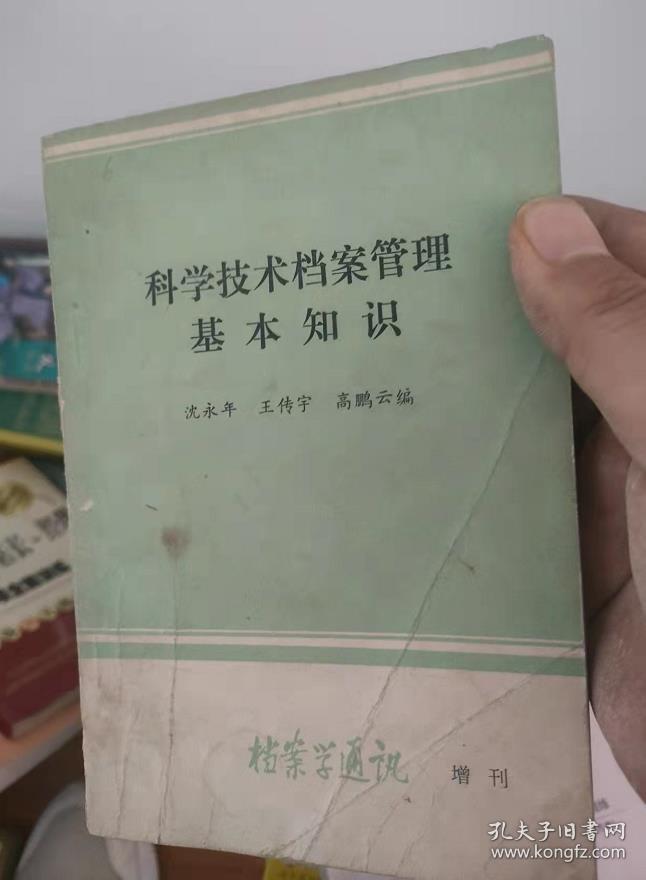 科学技术档案管理
基本知识
沈永年 王传宇 高鹏云编
档案学通讯 增刊
孔夫子旧书网
www.kongfz.com